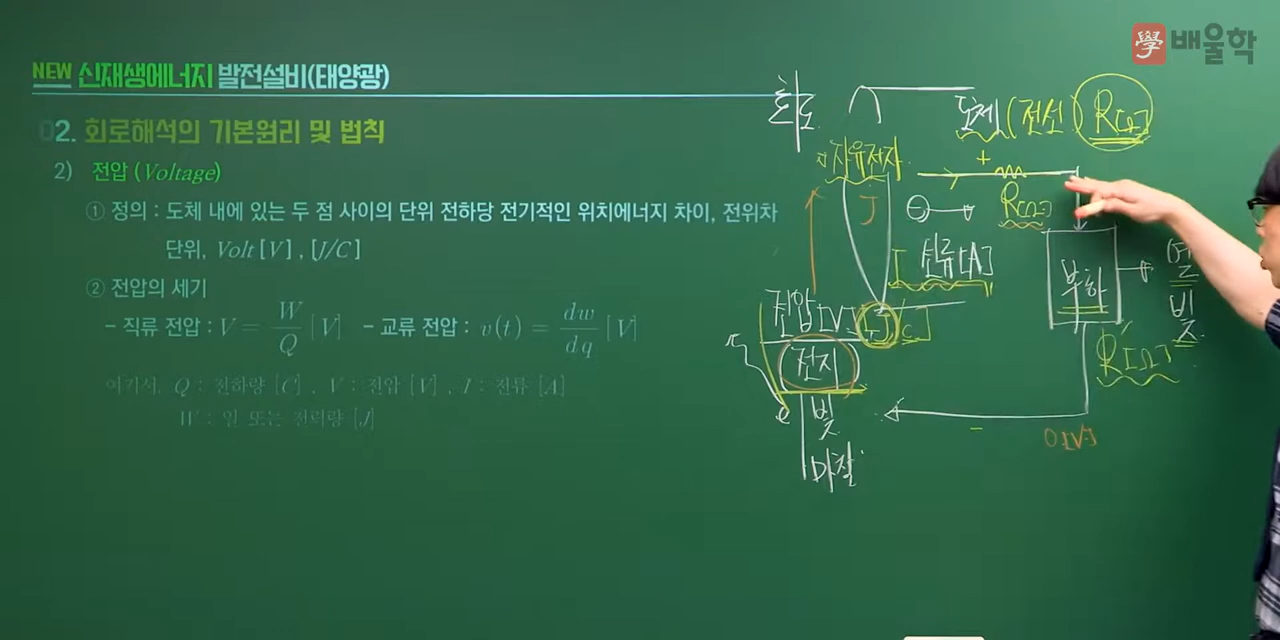 學 배울학
NEW 신재생에너지 발전설비(태양광)
02. 회로해석의 기본원리 및 법칙
2) 전압 (Voltage)
① 정의 : 도체 내에 있는 두 점 사이의 단위 전하당 전기적인 위치에너지 차이, 전위차
단위, Volt [V] , [J/C]
② 전압의 세기
- 직류 전압 : V = W/Q [V] - 교류 전압 : v(t) = dw/dq [V]
여기서, Q : 전하량 [C] , V : 전압 [V] , I : 전류 [A]
W : 일 또는 전력량 [J]
도체 (전선) R[Ω]
자유전자
+
R[Ω]
J
I 전류[A]
전압[V]
[C]
부하
열
빛
전지
R'[Ω]
e
빛
마찰
-
0[V]